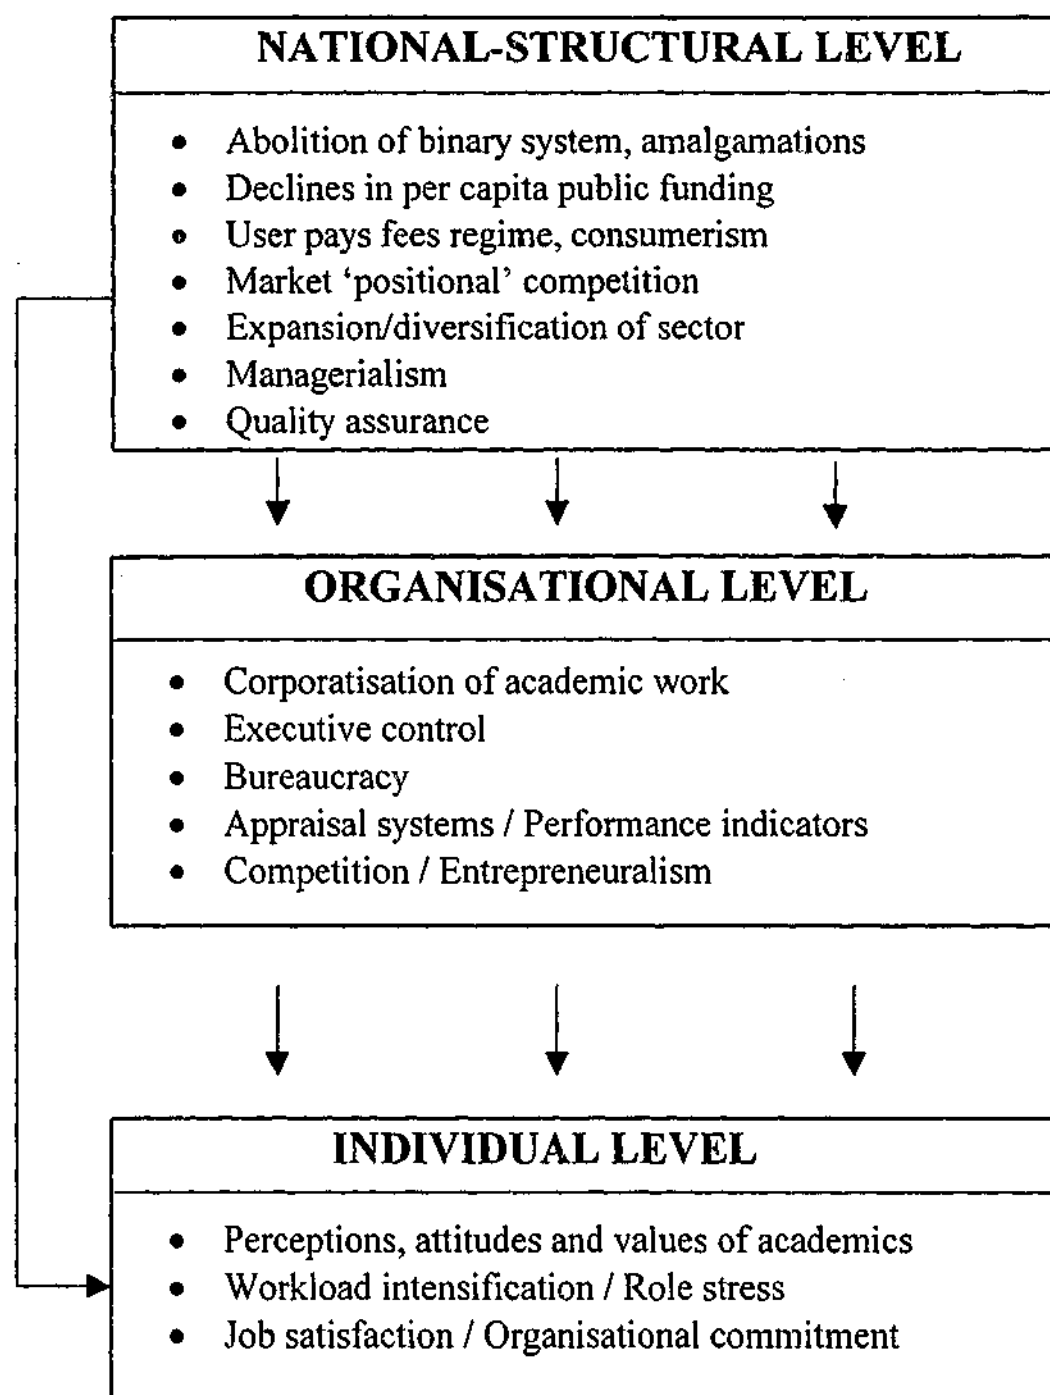 NATIONAL-STRUCTURAL LEVEL
• Abolition of binary system, amalgamations
• Declines in per capita public funding
• User pays fees regime, consumerism
• Market ‘positional’ competition
• Expansion/diversification of sector
• Managerialism
• Quality assurance
ORGANISATIONAL LEVEL
• Corporatisation of academic work
• Executive control
• Bureaucracy
• Appraisal systems / Performance indicators
• Competition / Entrepreneuralism
INDIVIDUAL LEVEL
• Perceptions, attitudes and values of academics
• Workload intensification / Role stress
• Job satisfaction / Organisational commitment